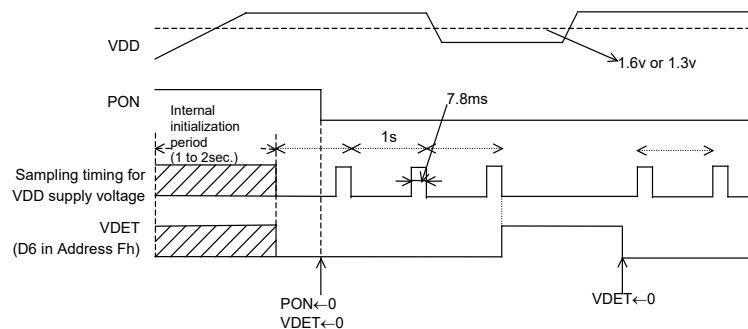 VDD
1.6v or 1.3v
PON
7.8ms
Internal
initialization
period
(1 to 2sec.)
1s
Sampling timing for
VDD supply voltage
VDET
(D6 in Address Fh)
PON←0
VDET←0
VDET←0